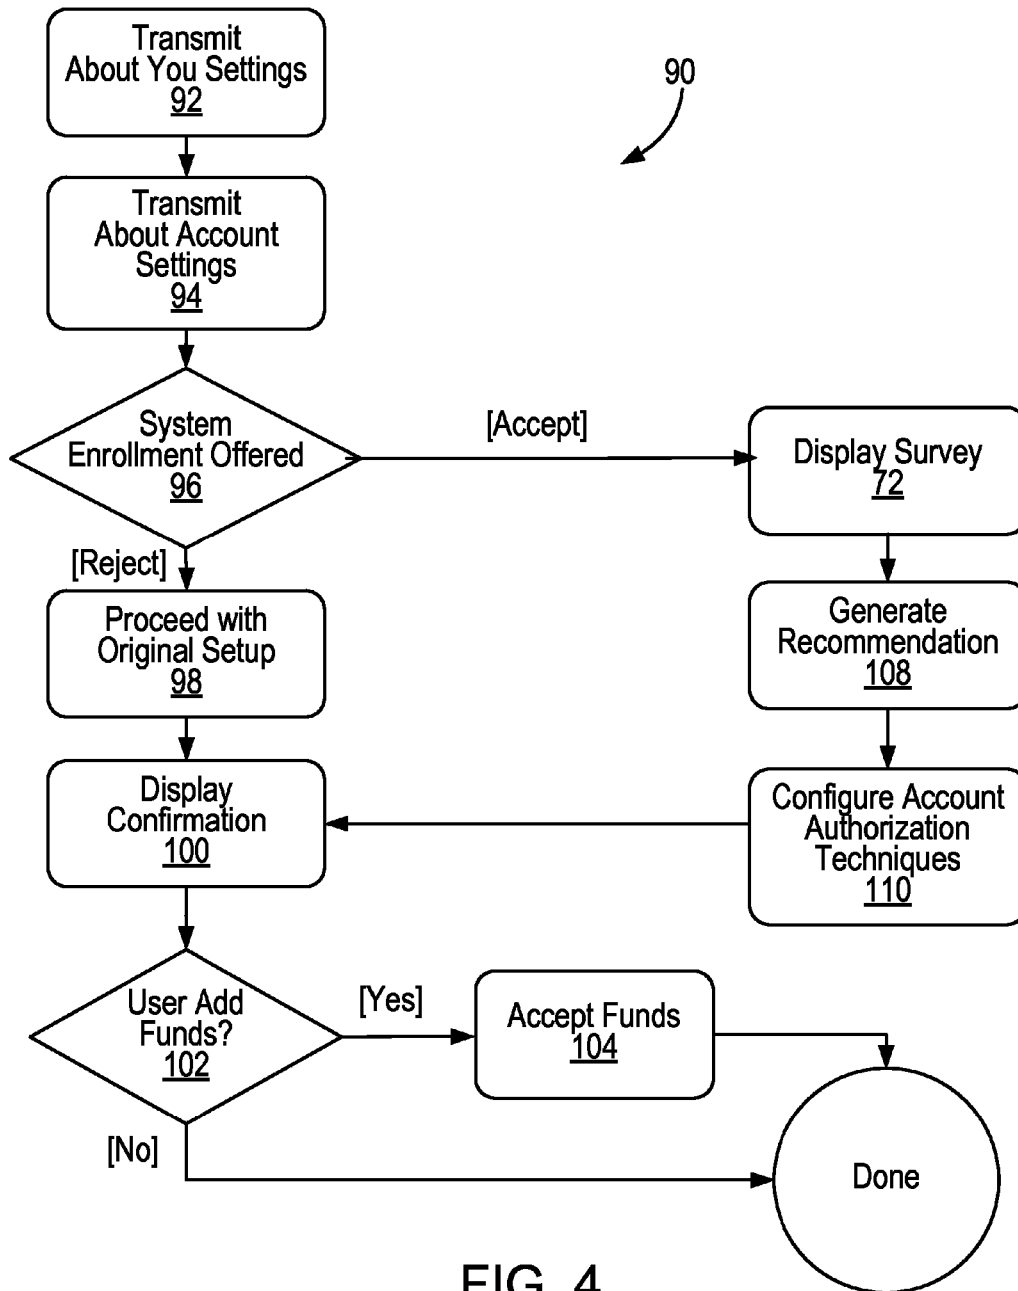 Transmit
About You Settings
92
90
Transmit
About Account
Settings
94
System
Enrollment Offered
96
[Accept]
Display Survey
72
[Reject]
Proceed with
Original Setup
98
Generate
Recommendation
108
Display
Confirmation
100
Configure Account
Authorization
Techniques
110
User Add
Funds?
102
[Yes]
Accept Funds
104
[No]
Done
FIG. 4